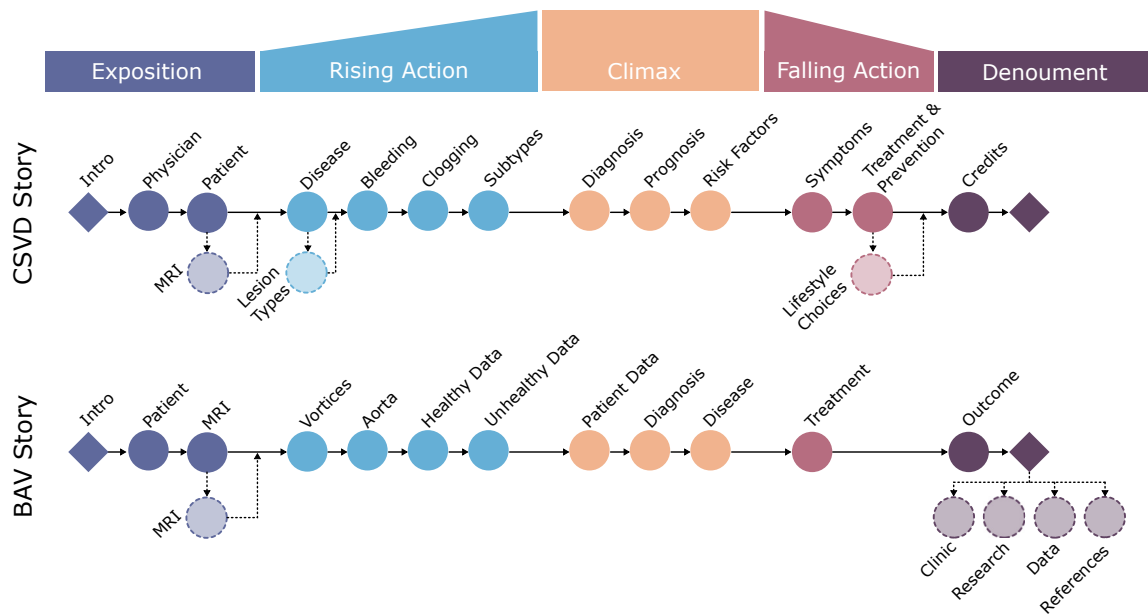 Exposition
Rising Action
Climax
Falling Action
Denoument
CSVD Story
Intro
Physician
Patient
Disease
Bleeding
Clogging
Subtypes
Diagnosis
Prognosis
Risk Factors
Symptoms
Treatment &
Prevention
Credits
MRI
Lesion
Types
Lifestyle
Choices
BAV Story
Intro
Patient
MRI
Vortices
Aorta
Healthy Data
Unhealthy Data
Patient Data
Diagnosis
Disease
Treatment
Outcome
MRI
Clinic
Research
Data
References